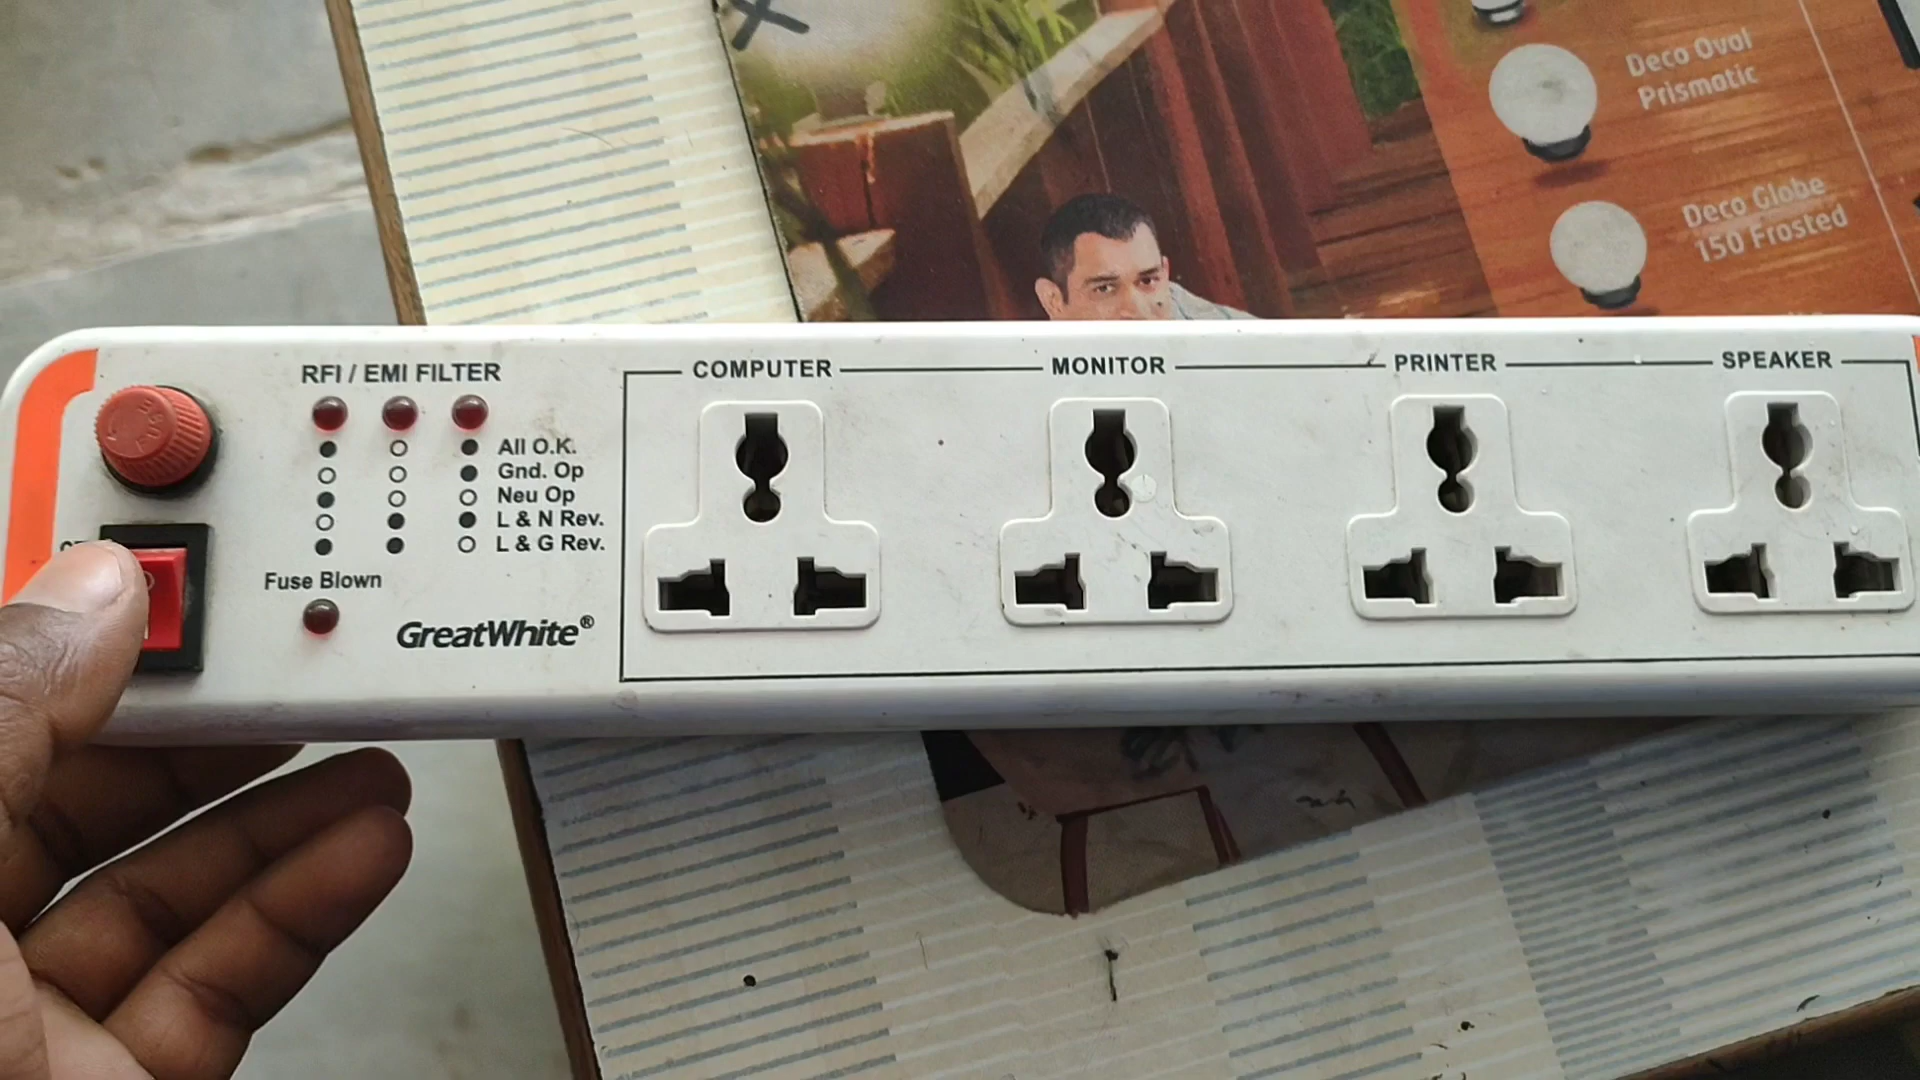 Deco Oval
Prismatic
Deco Globe
150 Frosted
RFI / EMI FILTER
All O.K.
Gnd. Op
Neu Op
L & N Rev.
L & G Rev.
Fuse Blown
GreatWhite®
COMPUTER
MONITOR
PRINTER
SPEAKER
FUSE